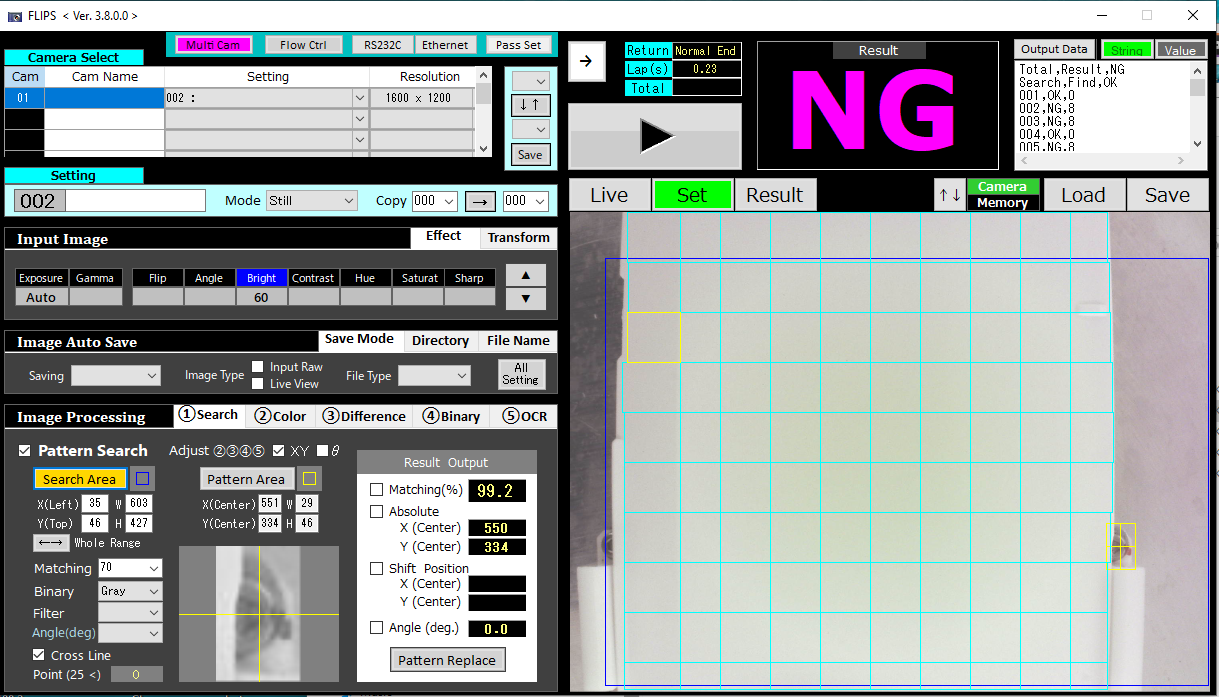 FLIPS < Ver. 3.8.0.0 >
Multi Cam Flow Ctrl RS232C Ethernet Pass Set
Camera Select
Cam Cam Name Setting Resolution
01 002 : 1600 x 1200
↓↑
Save
Setting
002 Mode Still Copy 000 → 000
Input Image Effect Transform
Exposure Gamma Flip Angle Bright Contrast Hue Saturat Sharp ▲
Auto 60 ▼
Image Auto Save Save Mode Directory File Name
Saving Image Type Input Raw File Type All
Live View Setting
Image Processing ①Search ②Color ③Difference ④Binary ⑤OCR
Pattern Search Adjust ②③④⑤ XY θ
Search Area Pattern Area
X(Left) 35 W 603 X(Center) 551 W 29
Y(Top) 46 H 427 Y(Center) 334 H 46
←→ Whole Range
Matching 70
Binary Gray
Filter
Angle(deg)
Cross Line
Point (25 <) 0
Result Output
Matching(%) 99.2
Absolute
X (Center) 550
Y (Center) 334
Shift Position
X (Center)
Y (Center)
Angle (deg.) 0.0
Pattern Replace
→
Return Normal End
Lap(s) 0.23
Total
Result
NG
Output Data String Value
Total,Result,NG
Search,Find,OK
001,OK,0
002,NG,8
003,NG,8
004,OK,0
005,NG,8
Live Set Result ↑↓ Camera Load Save
Memory